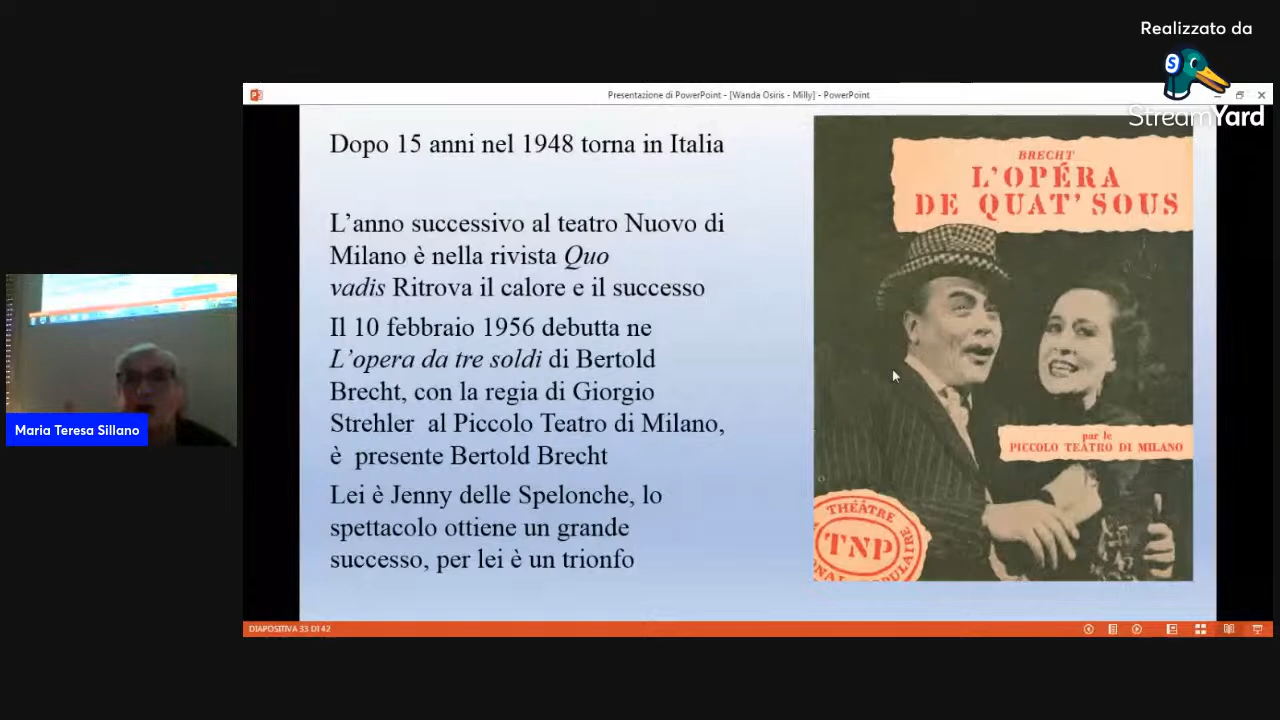 Realizzato da
StreamYard
Presentazione di PowerPoint - [Wanda Osiris - Milly] - PowerPoint
Dopo 15 anni nel 1948 torna in Italia
L’anno successivo al teatro Nuovo di
Milano è nella rivista Quo
vadis Ritrova il calore e il successo
Il 10 febbraio 1956 debutta ne
L’opera da tre soldi di Bertold
Brecht, con la regia di Giorgio
Strehler al Piccolo Teatro di Milano,
è presente Bertold Brecht
Lei è Jenny delle Spelonche, lo
spettacolo ottiene un grande
successo, per lei è un trionfo
BRECHT
L'OPÉRA
DE QUAT' SOUS
par le
PICCOLO TEATRO DI MILANO
THÉÂTRE
TNP
Maria Teresa Sillano
DIAPOSITIVA 33 DI 42